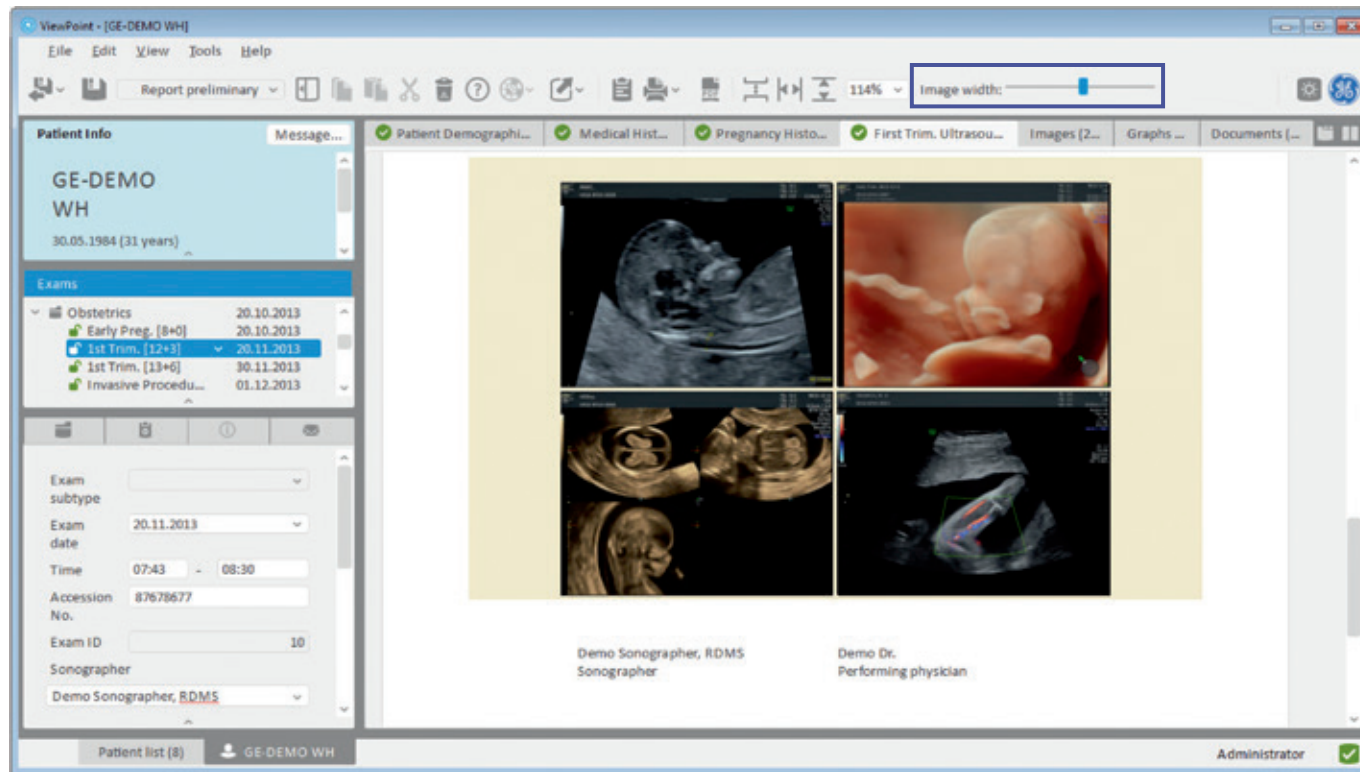 ViewPoint - [GE-DEMO WH]
File Edit View Tools Help
Report preliminary 114% Image width:
Patient Info Message...
GE-DEMO
WH
30.05.1984 (31 years)
Exams
Obstetrics 20.10.2013
Early Preg. [8+0] 20.10.2013
1st Trim. [12+3] 20.11.2013
1st Trim. [13+6] 30.11.2013
Invasive Procedu... 01.12.2013
Exam
subtype
Exam
date 20.11.2013
Time 07:43 - 08:30
Accession
No. 87678677
Exam ID 10
Sonographer
Demo Sonographer, RDMS
Patient Demographi... Medical Hist... Pregnancy Histo... First Trim. Ultrasou... Images (2... Graphs ... Documents (...
Demo Sonographer, RDMS Demo Dr.
Sonographer Performing physician
Patient list (8) GE-DEMO WH Administrator